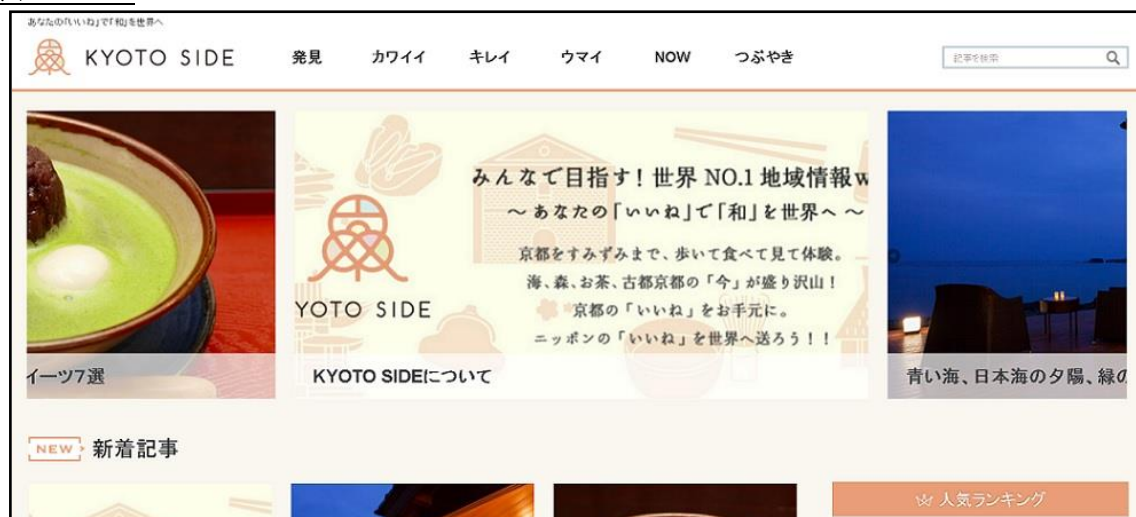 あなたの「いいね」で「和」を世界へ
KYOTO SIDE
発見 カワイイ キレイ ウマイ NOW つぶやき
記事を検索
みんなで目指す！世界NO.1地域情報w
～あなたの「いいね」で「和」を世界へ～
京都をすみずみまで、歩いて食べて見て体験。
海、森、お茶、古都京都の「今」が盛り沢山！
京都の「いいね」をお手元に。
ニッポンの「いいね」を世界へ送ろう！！
YOTO SIDE
イーツ7選
KYOTO SIDEについて
青い海、日本海の夕陽、緑の
NEW 新着記事
人気ランキング